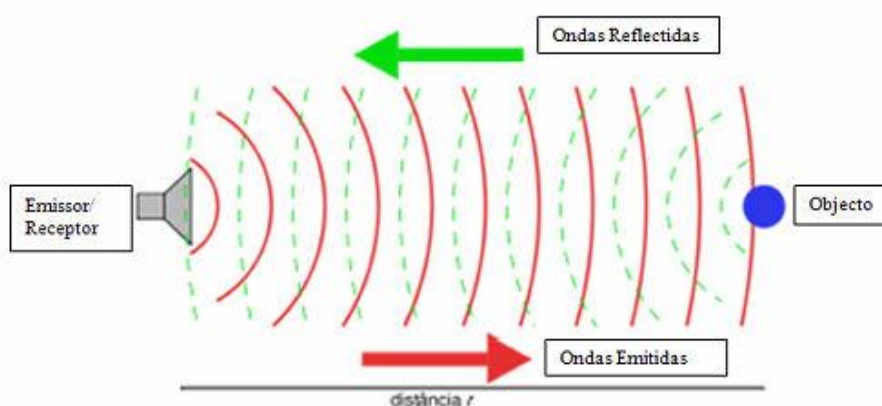 Ondas Reflectidas
Emissor/
Receptor
Objecto
Ondas Emitidas
distância r